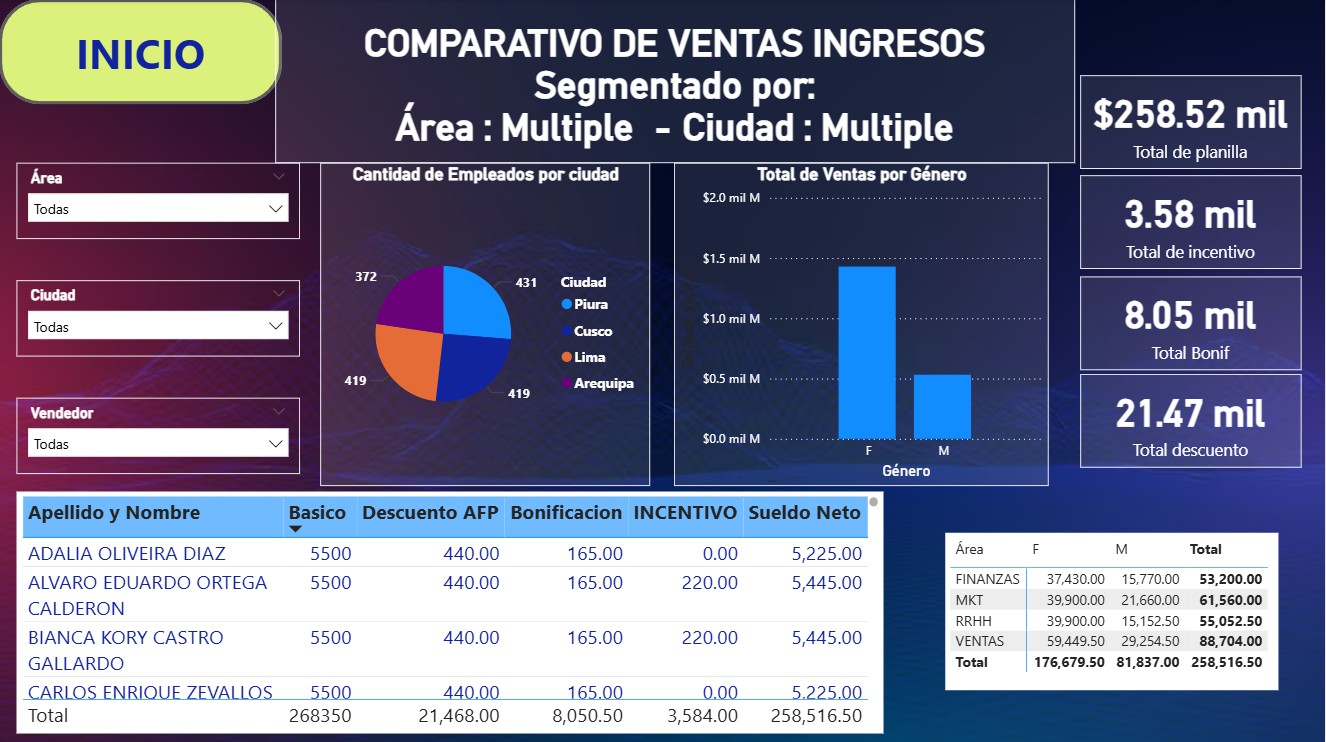 INICIO
COMPARATIVO DE VENTAS INGRESOS
Segmentado por:
Área : Multiple - Ciudad : Multiple
Área
Todas
Ciudad
Todas
Vendedor
Todas
Cantidad de Empleados por ciudad
372
431
419
419
Ciudad
Piura
Cusco
Lima
Arequipa
Total de Ventas por Género
$2.0 mil M
$1.5 mil M
$1.0 mil M
$0.5 mil M
$0.0 mil M
F M
Género
$258.52 mil
Total de planilla
3.58 mil
Total de incentivo
8.05 mil
Total Bonif
21.47 mil
Total descuento
Apellido y Nombre Basico Descuento AFP Bonificacion INCENTIVO Sueldo Neto
ADALIA OLIVEIRA DIAZ 5500 440.00 165.00 0.00 5,225.00
ALVARO EDUARDO ORTEGA 5500 440.00 165.00 220.00 5,445.00
CALDERON
BIANCA KORY CASTRO 5500 440.00 165.00 220.00 5,445.00
GALLARDO
CARLOS ENRIQUE ZEVALLOS 5500 440.00 165.00 0.00 5,225.00
Total 268350 21,468.00 8,050.50 3,584.00 258,516.50
Área F M Total
FINANZAS 37,430.00 15,770.00 53,200.00
MKT 39,900.00 21,660.00 61,560.00
RRHH 39,900.00 15,152.50 55,052.50
VENTAS 59,449.50 29,254.50 88,704.00
Total 176,679.50 81,837.00 258,516.50